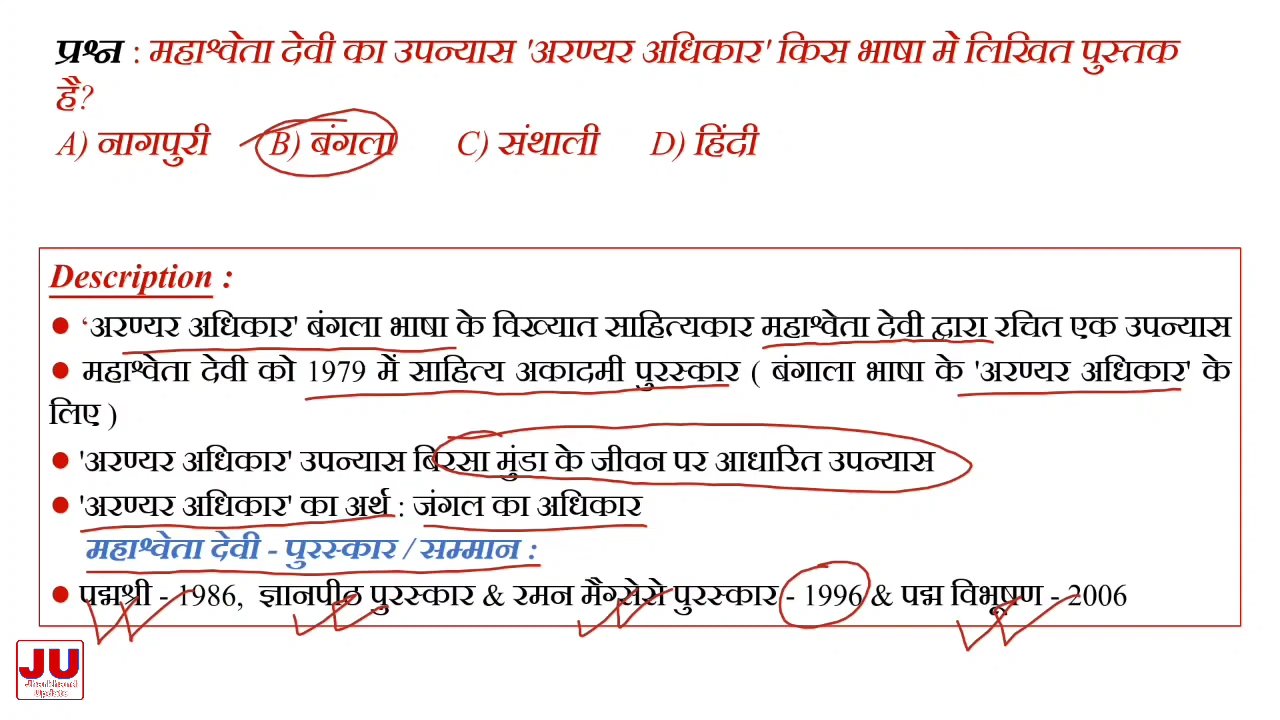 प्रश्न : महाश्वेता देवी का उपन्यास 'अरण्यर अधिकार' किस भाषा मे लिखित पुस्तक
है?
A) नागपुरी B) बंगला C) संथाली D) हिंदी
Description :
● 'अरण्यर अधिकार' बंगला भाषा के विख्यात साहित्यकार महाश्वेता देवी द्वारा रचित एक उपन्यास
● महाश्वेता देवी को 1979 में साहित्य अकादमी पुरस्कार ( बंगाला भाषा के 'अरण्यर अधिकार' के
लिए )
● 'अरण्यर अधिकार' उपन्यास बिरसा मुंडा के जीवन पर आधारित उपन्यास
● 'अरण्यर अधिकार' का अर्थ : जंगल का अधिकार
महाश्वेता देवी - पुरस्कार / सम्मान :
● पद्मश्री - 1986, ज्ञानपीठ पुरस्कार & रमन मैग्सेसे पुरस्कार - 1996 & पद्म विभूषण - 2006
JU
Jharkhand
Update